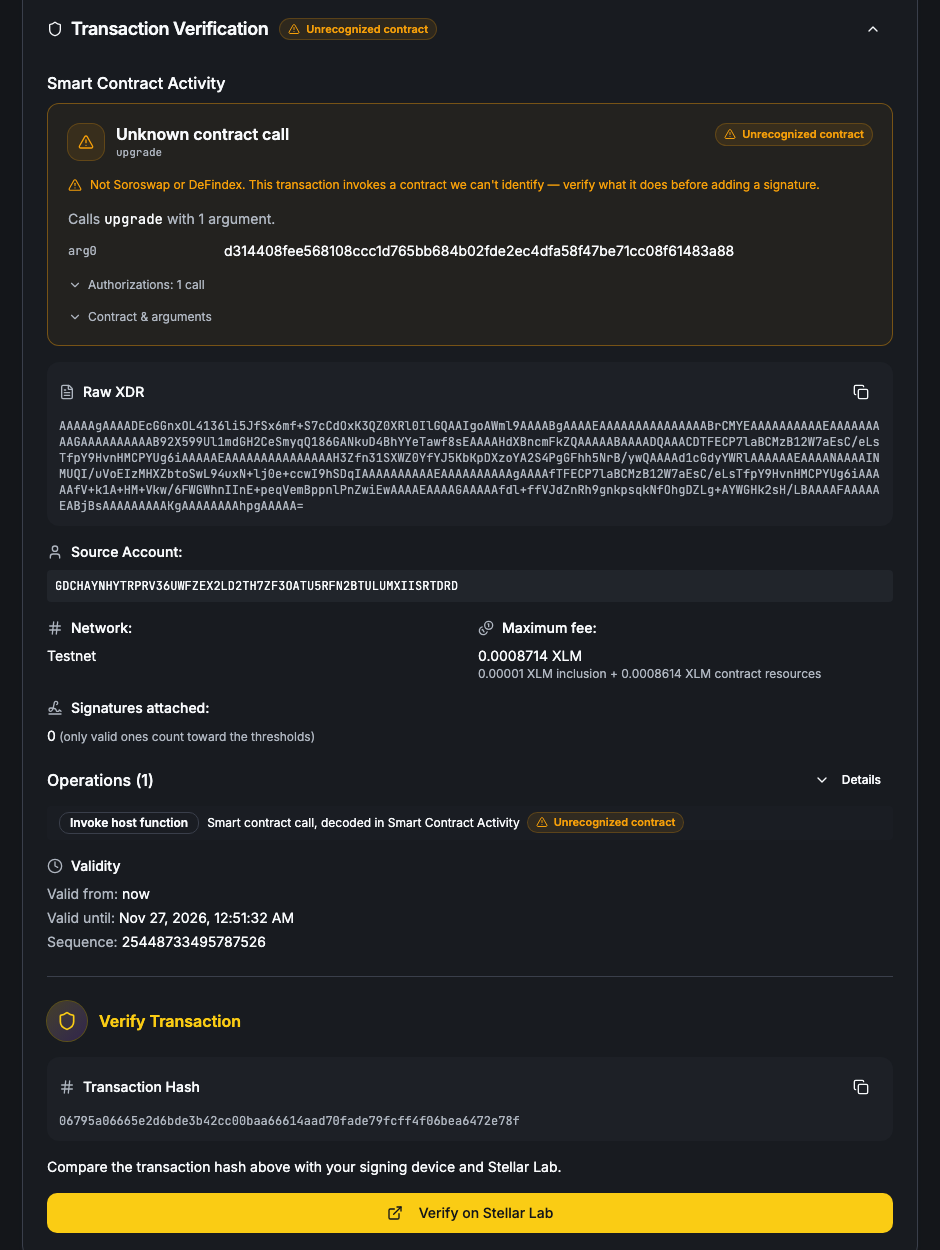 Transaction Verification
Unrecognized contract
Smart Contract Activity
Unknown contract call
upgrade
Unrecognized contract
Not Soroswap or DeFindex. This transaction invokes a contract we can't identify — verify what it does before adding a signature.
Calls upgrade with 1 argument.
arg0 d314408fee568108ccc1d765bb684b02fde2ec4dfa58f47be71cc08f61483a88
Authorizations: 1 call
Contract & arguments
Raw XDR
AAAAAgAAAADEcGGnxOL4136li5JfSx6mf+S7cCdOxK3QZ0XRl0IlGQAAIgoAWml9AAAABgAAAAEAAAAAAAAAAAAAAABrCMYEAAAAAAAAAAEAAAAAAAA
AAGAAAAAAAAAAB92X599Ul1mdGH2CeSmyqQ186GANkuD4BhYYeTawf8sEAAAAHdXBncmFkZQAAAAABAAAADQAAACDTFECP7laBCMzB12W7aEsC/eLs
TfpY9HvnHMCPYUg6iAAAAAEAAAAAAAAAAAAAAAH3Zfn31SXWZ0YfYJ5KbKpDXzoYA2S4PgGFhh5NrB/ywQAAAAd1cGdyYWRlAAAAAAEAAAANAAAAIN
MUQI/uVoEIzMHXZbtoSwL94uxN+lj0e+ccwI9hSDqIAAAAAAAAAAEAAAAAAAAAAgAAAAfTFECP7laBCMzB12W7aEsC/eLsTfpY9HvnHMCPYUg6iAAA
AAfV+k1A+HM+Vkw/6FWGWhnIInE+peqVemBppnlPnZwiEwAAAAEAAAAGAAAAAfdl+ffVJdZnRh9gnkpsqkNfOhgDZLg+AYWGHk2sH/LBAAAAFAAAAA
EABjBsAAAAAAAAAKgAAAAAAAhpgAAAAA=
Source Account:
GDCHAYNHYTRPRV36UWFZEX2LD2TH7ZF3OATU5RFN2BTULUMXIISRTDRD
Network:
Testnet
Maximum fee:
0.0008714 XLM
0.00001 XLM inclusion + 0.0008614 XLM contract resources
Signatures attached:
0 (only valid ones count toward the thresholds)
Operations (1)
Details
Invoke host function Smart contract call, decoded in Smart Contract Activity Unrecognized contract
Validity
Valid from: now
Valid until: Nov 27, 2026, 12:51:32 AM
Sequence: 25448733495787526
Verify Transaction
Transaction Hash
06795a06665e2d6bde3b42cc00baa66614aad70fade79fcff4f06bea6472e78f
Compare the transaction hash above with your signing device and Stellar Lab.
Verify on Stellar Lab